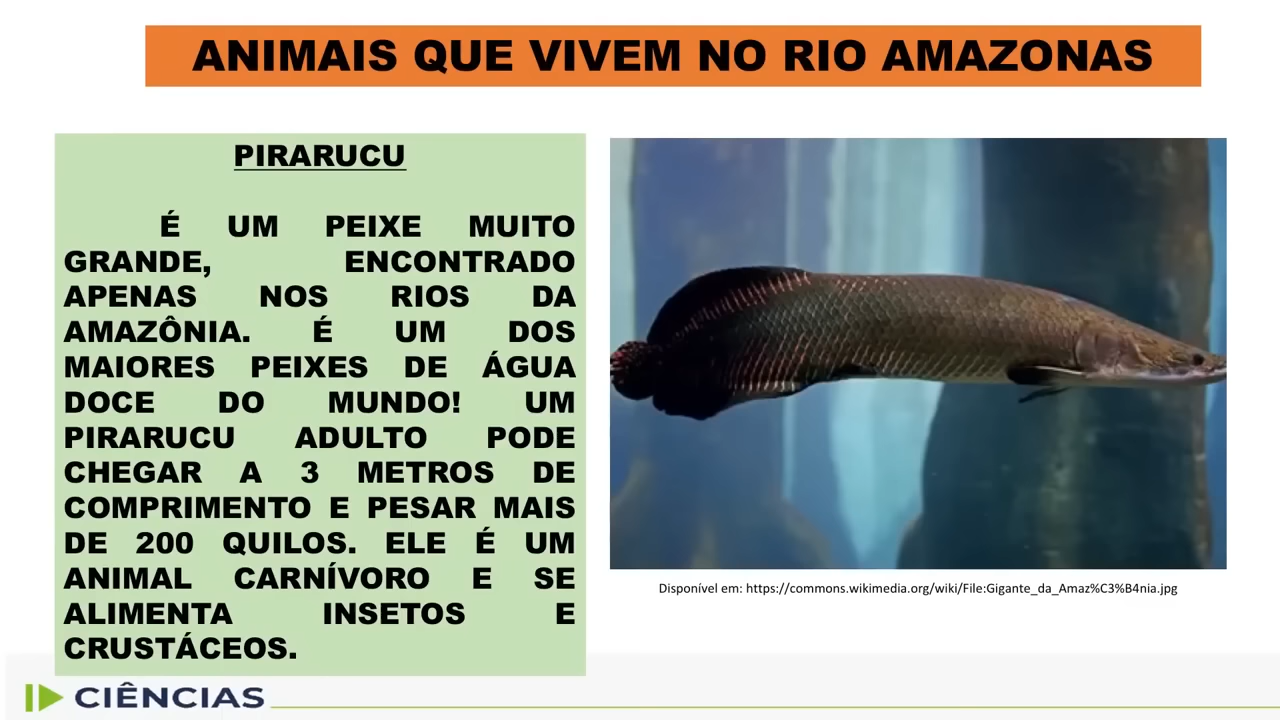 ANIMAIS QUE VIVEM NO RIO AMAZONAS
PIRARUCU
É UM PEIXE MUITO
GRANDE, ENCONTRADO
APENAS NOS RIOS DA
AMAZÔNIA. É UM DOS
MAIORES PEIXES DE ÁGUA
DOCE DO MUNDO! UM
PIRARUCU ADULTO PODE
CHEGAR A 3 METROS DE
COMPRIMENTO E PESAR MAIS
DE 200 QUILOS. ELE É UM
ANIMAL CARNÍVORO E SE
ALIMENTA INSETOS E
CRUSTÁCEOS.
Disponível em: https://commons.wikimedia.org/wiki/File:Gigante_da_Amaz%C3%B4nia.jpg
CIÊNCIAS